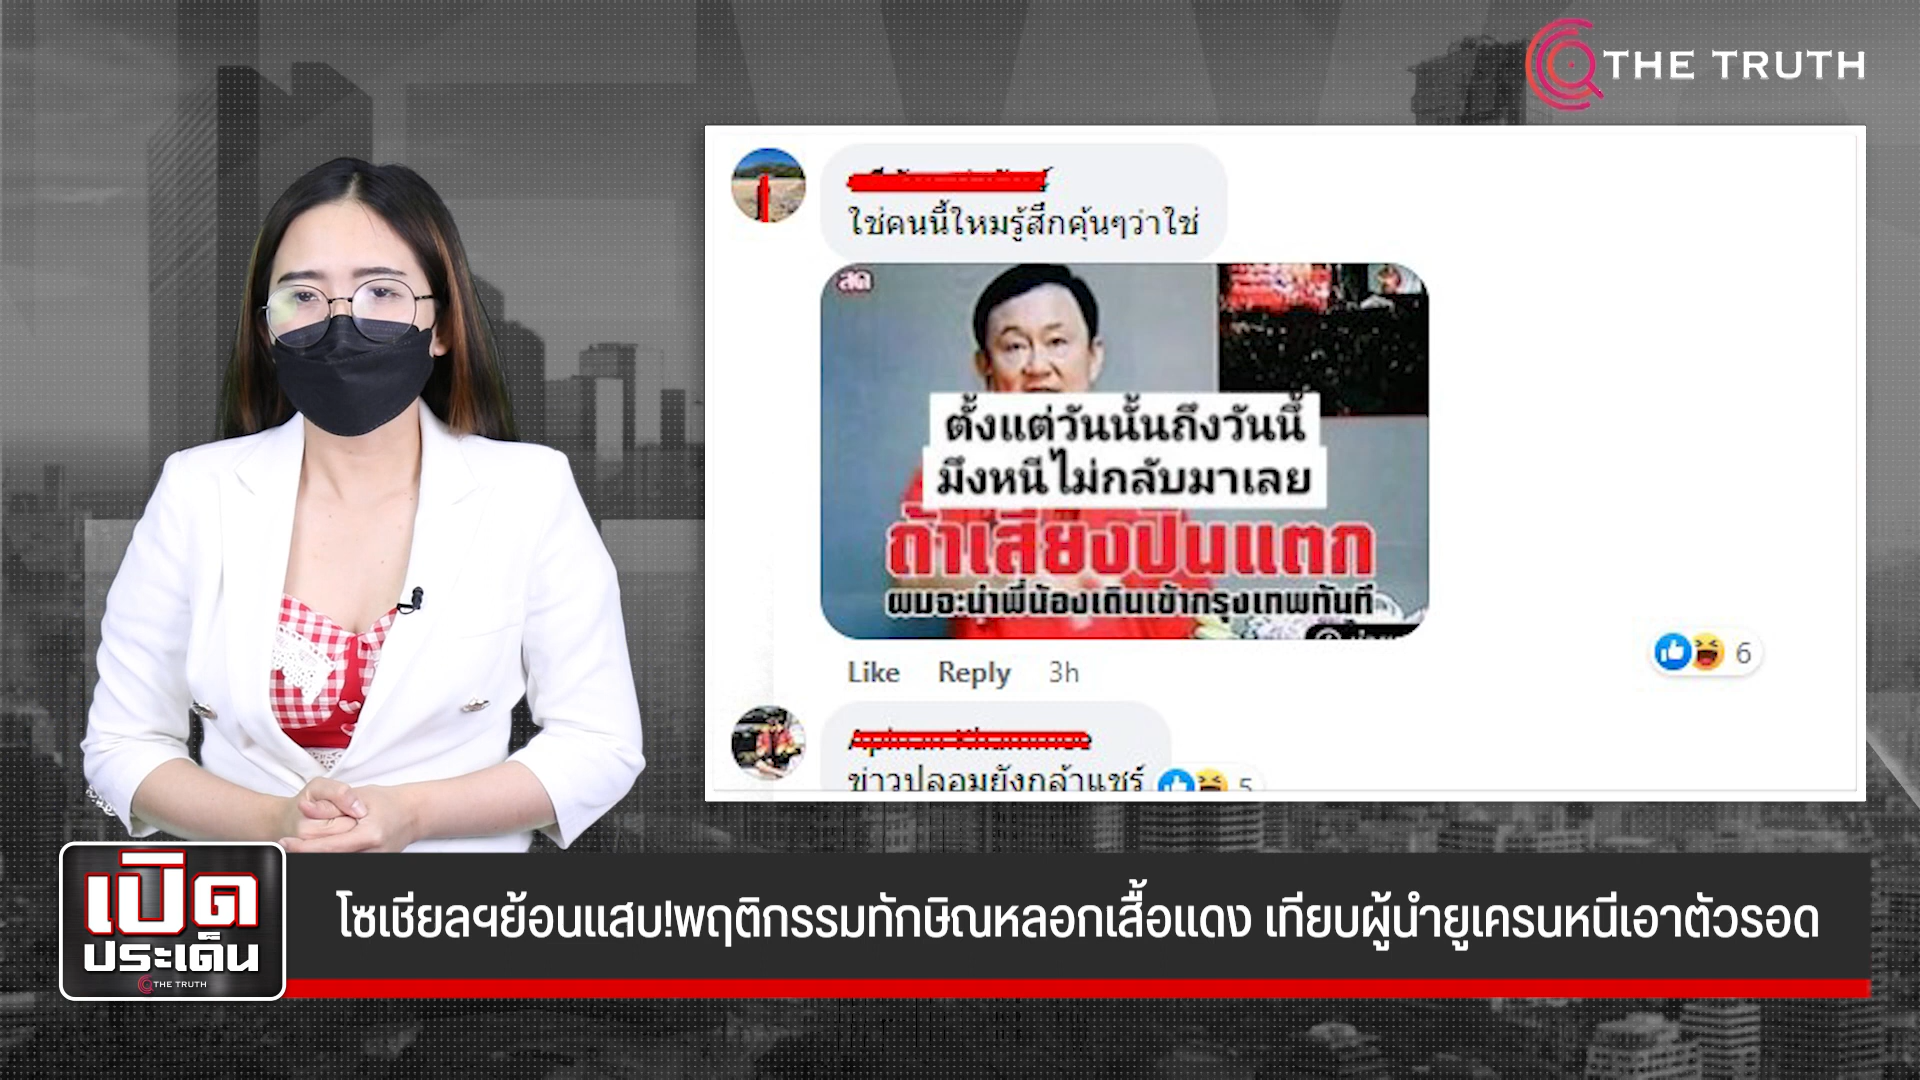 THE TRUTH
ใช่คนนี้ใหมรู้สึกคุ้นๆว่าใช่
สด
ตั้งแต่วันนั้นถึงวันนี้
มึงหนีไม่กลับมาเลย
ถ้าเสียงปืนแตก
ผมจะนำพี่น้องเดินเข้ากรุงเทพทันที
Like Reply 3h
6
ข่าวปลอมยังกล้าแชร์
5
เปิด
ประเด็น
THE TRUTH
โซเชียลฯย้อนแสบ!พฤติกรรมทักษิณหลอกเสื้อแดง เทียบผู้นำยูเครนหนีเอาตัวรอด